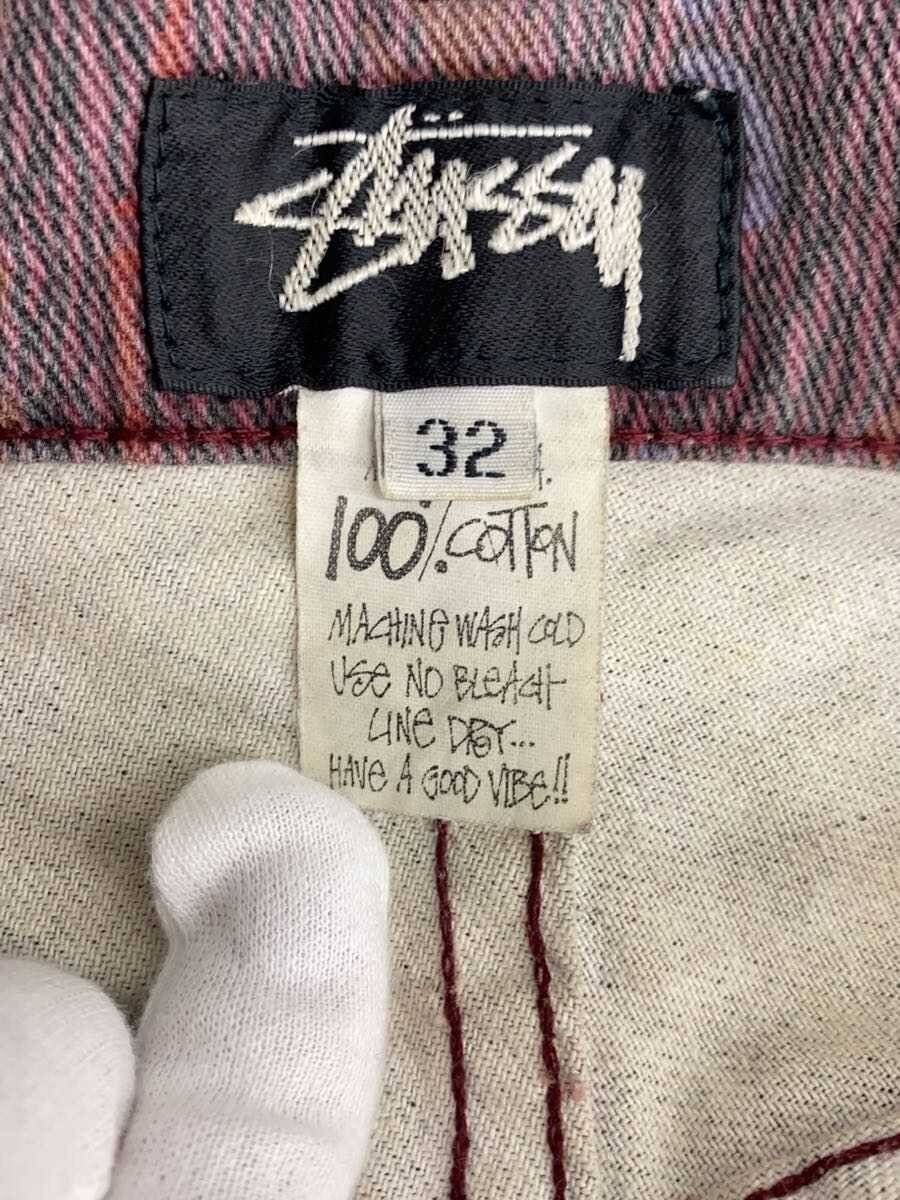 Stüssy
32
100% COTTON
MACHINE WASH COLD
USE NO BLEACH
LINE DRY...
HAVE A GOOD VIBE!!